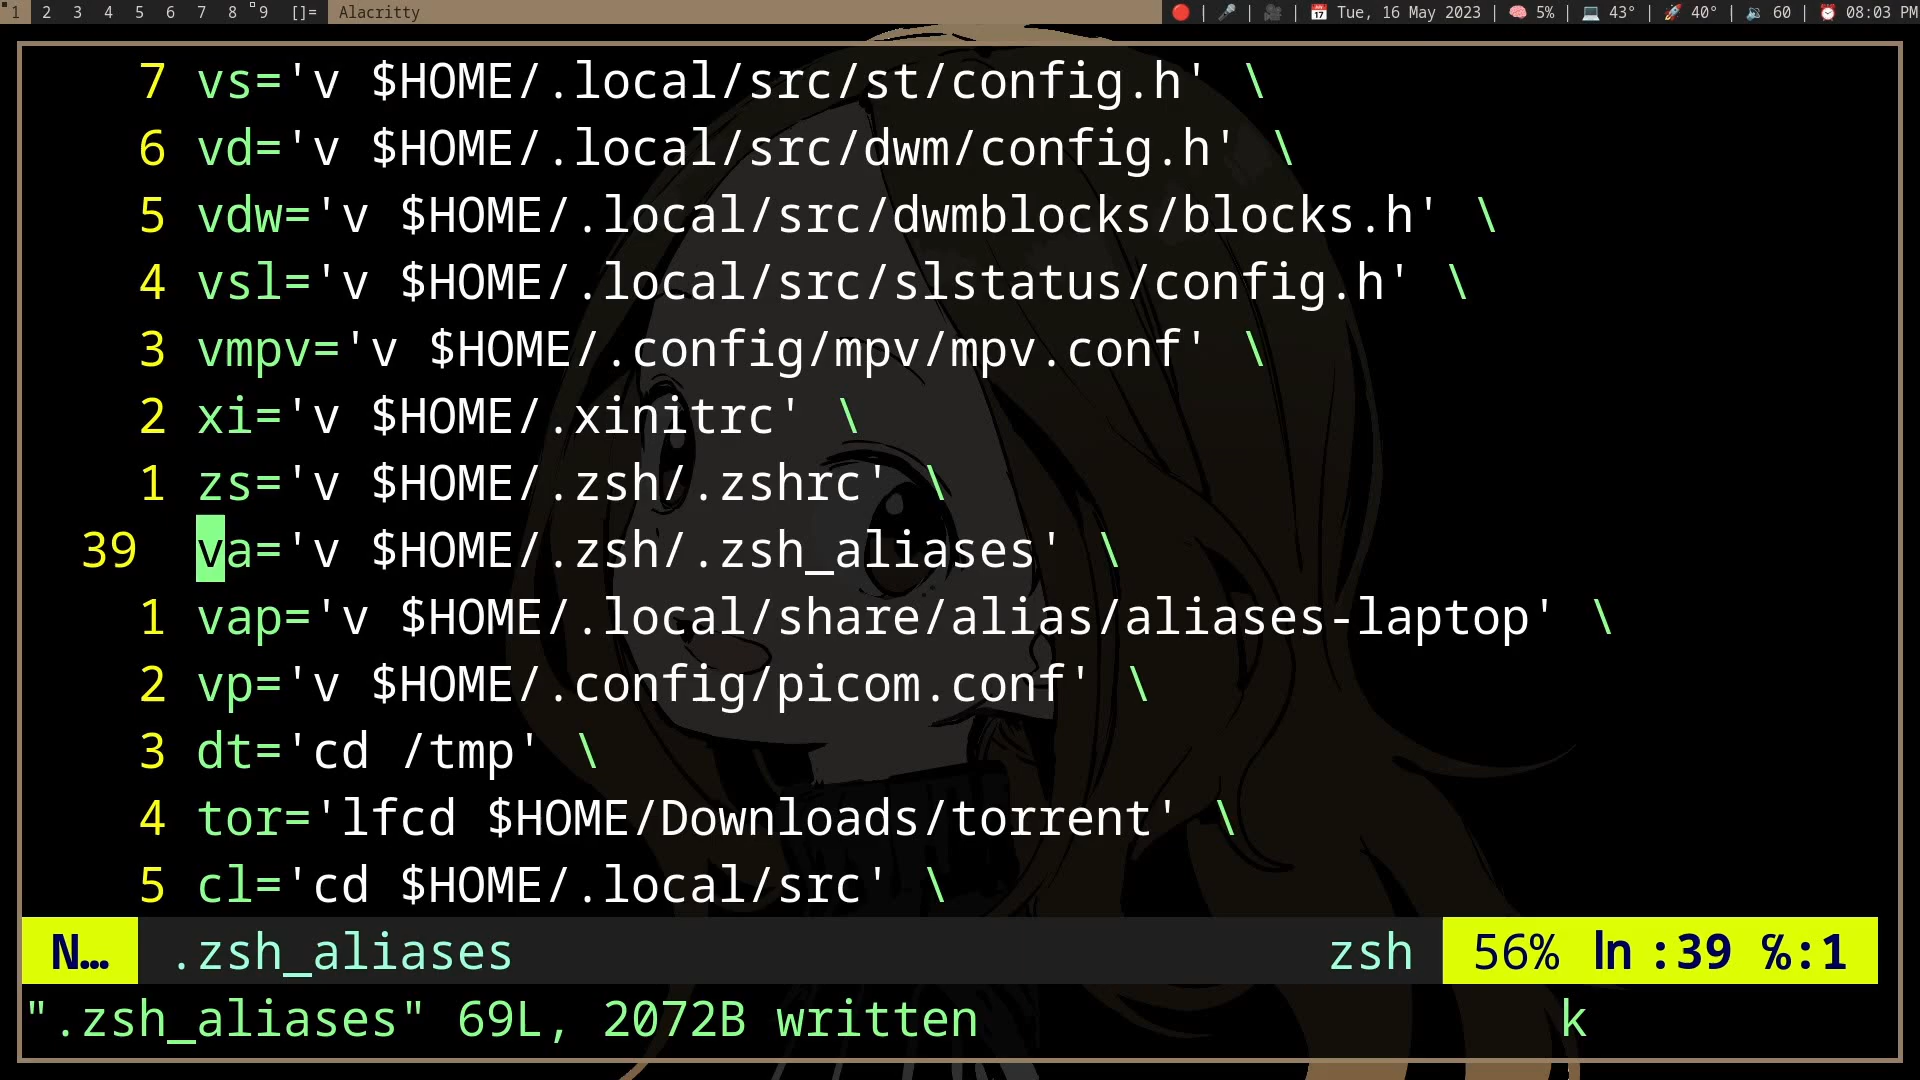 1 2 3 4 5 6 7 8 9 []= Alacritty 🔴 | 🎤 | 🎥 | 📅 Tue, 16 May 2023 | 🧠 5% | 💻 43° | 🚀 40° | 🔉 60 | ⏰ 08:03 PM
7 vs='v $HOME/.local/src/st/config.h' \
6 vd='v $HOME/.local/src/dwm/config.h' \
5 vdw='v $HOME/.local/src/dwmblocks/blocks.h' \
4 vsl='v $HOME/.local/src/slstatus/config.h' \
3 vmpv='v $HOME/.config/mpv/mpv.conf' \
2 xi='v $HOME/.xinitrc' \
1 zs='v $HOME/.zsh/.zshrc' \
39 va='v $HOME/.zsh/.zsh_aliases' \
1 vap='v $HOME/.local/share/alias/aliases-laptop' \
2 vp='v $HOME/.config/picom.conf' \
3 dt='cd /tmp' \
4 tor='lfcd $HOME/Downloads/torrent' \
5 cl='cd $HOME/.local/src' \
N… .zsh_aliases zsh 56% ㏑:39 ℅:1
".zsh_aliases" 69L, 2072B written k